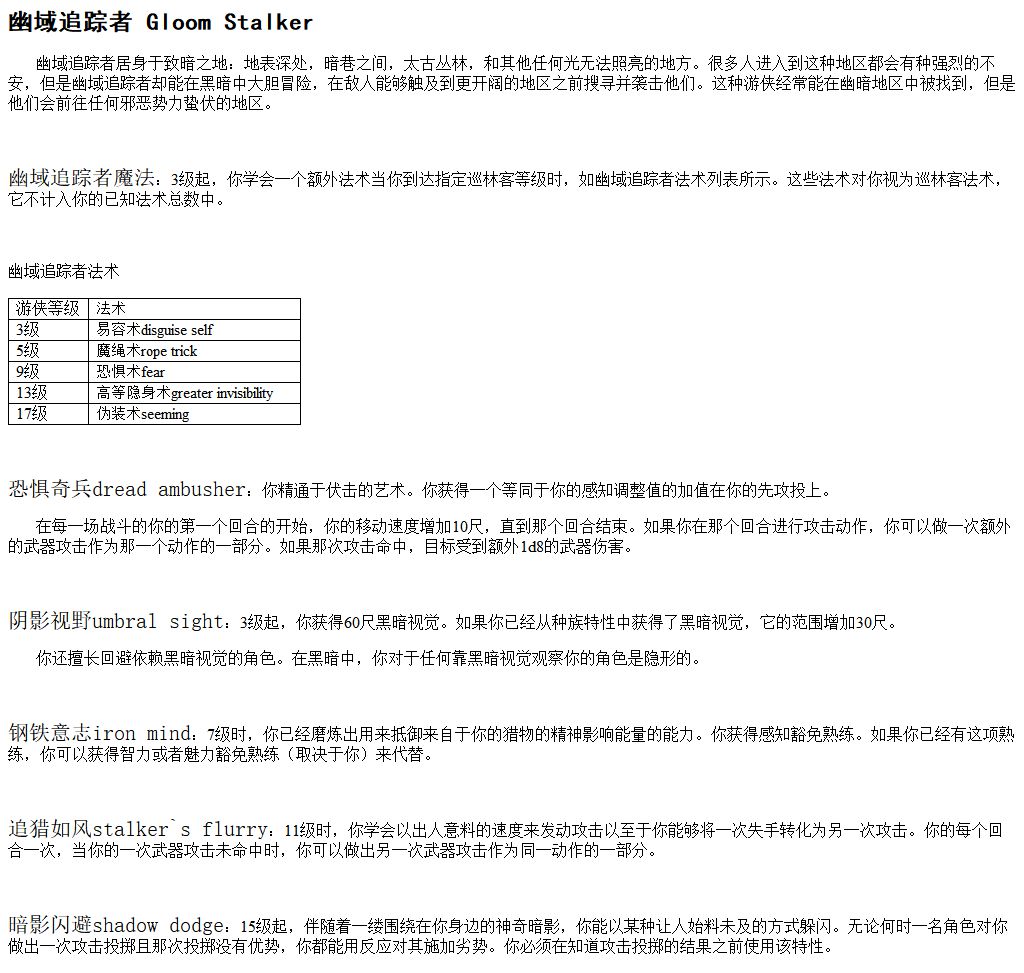 幽域追踪者 Gloom Stalker
幽域追踪者居身于致暗之地：地表深处，暗巷之间，太古丛林，和其他任何光无法照亮的地方。很多人进入到这种地区都会有种强烈的不
安，但是幽域追踪者却能在黑暗中大胆冒险，在敌人能够触及到更开阔的地区之前搜寻并袭击他们。这种游侠经常能在幽暗地区中被找到，但是
他们会前往任何邪恶势力蛰伏的地区。
幽域追踪者魔法：3级起，你学会一个额外法术当你到达指定巡林客等级时，如幽域追踪者法术列表所示。这些法术对你视为巡林客法术，
它不计入你的已知法术总数中。
幽域追踪者法术
游侠等级 法术
3级 易容术disguise self
5级 魔绳术rope trick
9级 恐惧术fear
13级 高等隐身术greater invisibility
17级 伪装术seeming
恐惧奇兵dread ambusher：你精通于伏击的艺术。你获得一个等同于你的感知调整值的加值在你的先攻投上。
在每一场战斗的你的第一个回合的开始，你的移动速度增加10尺，直到那个回合结束。如果你在那个回合进行攻击动作，你可以做一次额外
的武器攻击作为那一个动作的一部分。如果那次攻击命中，目标受到额外1d8的武器伤害。
阴影视野umbral sight：3级起，你获得60尺黑暗视觉。如果你已经从种族特性中获得了黑暗视觉，它的范围增加30尺。
你还擅长回避依赖黑暗视觉的角色。在黑暗中，你对于任何靠黑暗视觉观察你的角色是隐形的。
钢铁意志iron mind：7级时，你已经磨炼出用来抵御来自于你的猎物的精神影响能量的能力。你获得感知豁免熟练。如果你已经有这项熟
练，你可以获得智力或者魅力豁免熟练（取决于你）来代替。
追猎如风stalker`s flurry：11级时，你学会以出人意料的速度来发动攻击以至于你能够将一次失手转化为另一次攻击。你的每个回
合一次，当你的一次武器攻击未命中时，你可以做出另一次武器攻击作为同一动作的一部分。
暗影闪避shadow dodge：15级起，伴随着一缕围绕在你身边的神奇暗影，你能以某种让人始料未及的方式躲闪。无论何时一名角色对你
做出一次攻击投掷且那次投掷没有优势，你都能用反应对其施加劣势。你必须在知道攻击投掷的结果之前使用该特性。